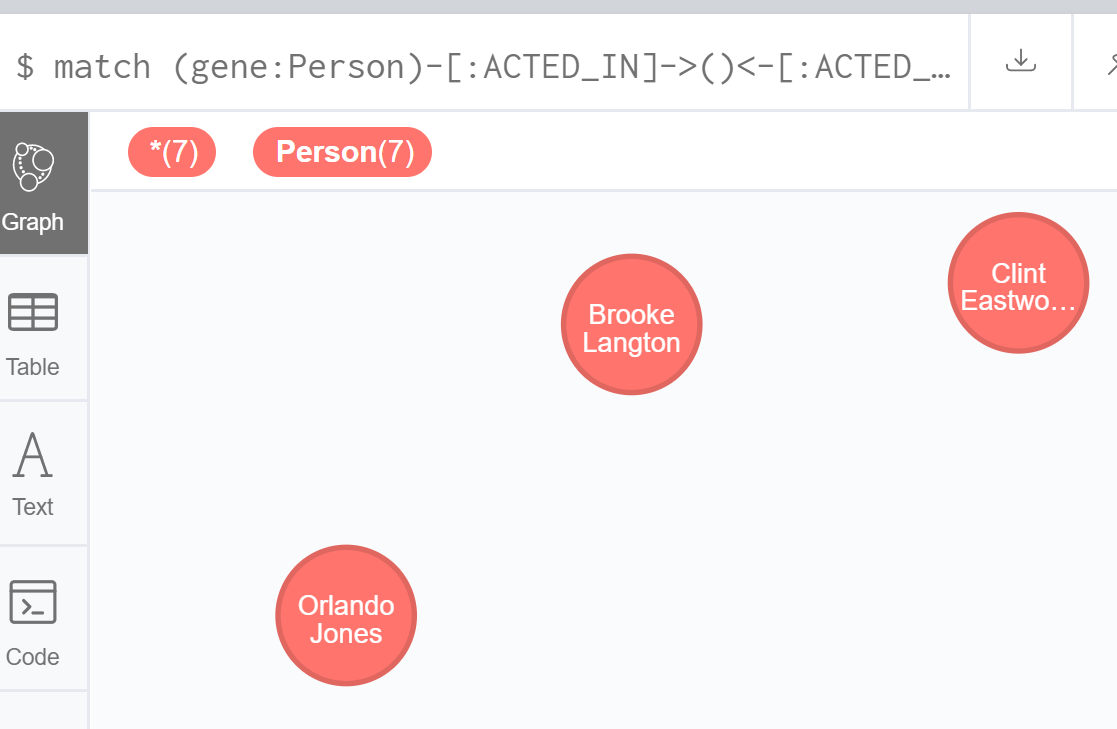 $ match (gene:Person)-[:ACTED_IN]->()<-[:ACTED_…
*(7) Person(7)
Graph
Table
Text
Code
Brooke
Langton
Clint
Eastwo…
Orlando
Jones